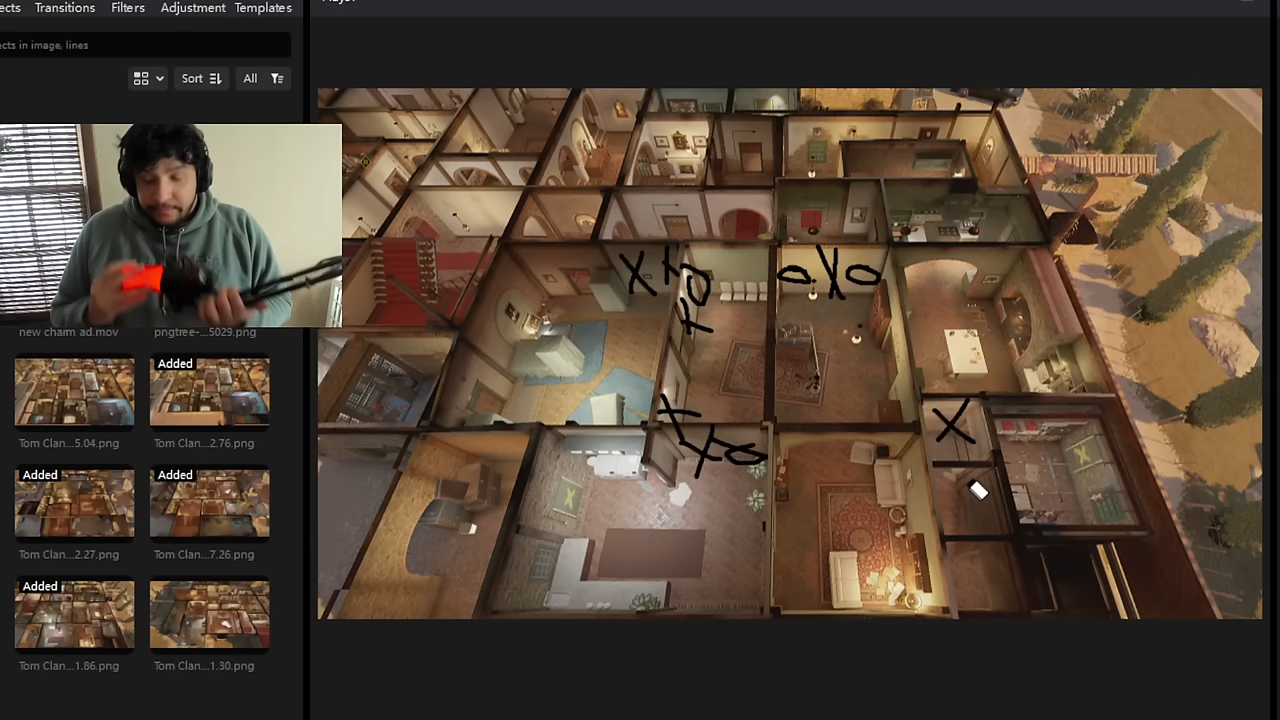 ects Transitions Filters Adjustment Templates
ects in image, lines
Sort All
new charm ad.mov pngtree-...5029.png
Added
Tom Clan...5.04.png Tom Clan...2.76.png
Added Added
Tom Clan...2.27.png Tom Clan...7.26.png
Added
Tom Clan...1.86.png Tom Clan...1.30.png